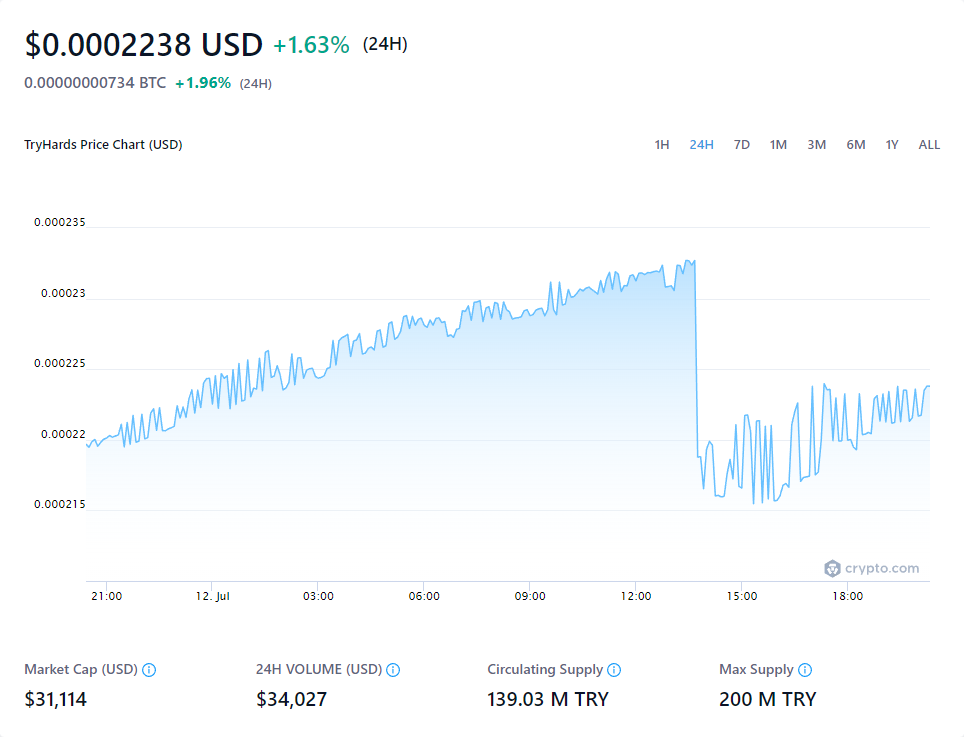 $0.0002238 USD +1.63% (24H)
0.00000000734 BTC +1.96% (24H)
TryHards Price Chart (USD) 1H 24H 7D 1M 3M 6M 1Y ALL
0.000235
0.00023
0.000225
0.00022
0.000215
crypto.com
21:00 12. Jul 03:00 06:00 09:00 12:00 15:00 18:00
Market Cap (USD) 24H VOLUME (USD) Circulating Supply Max Supply
$31,114 $34,027 139.03 M TRY 200 M TRY